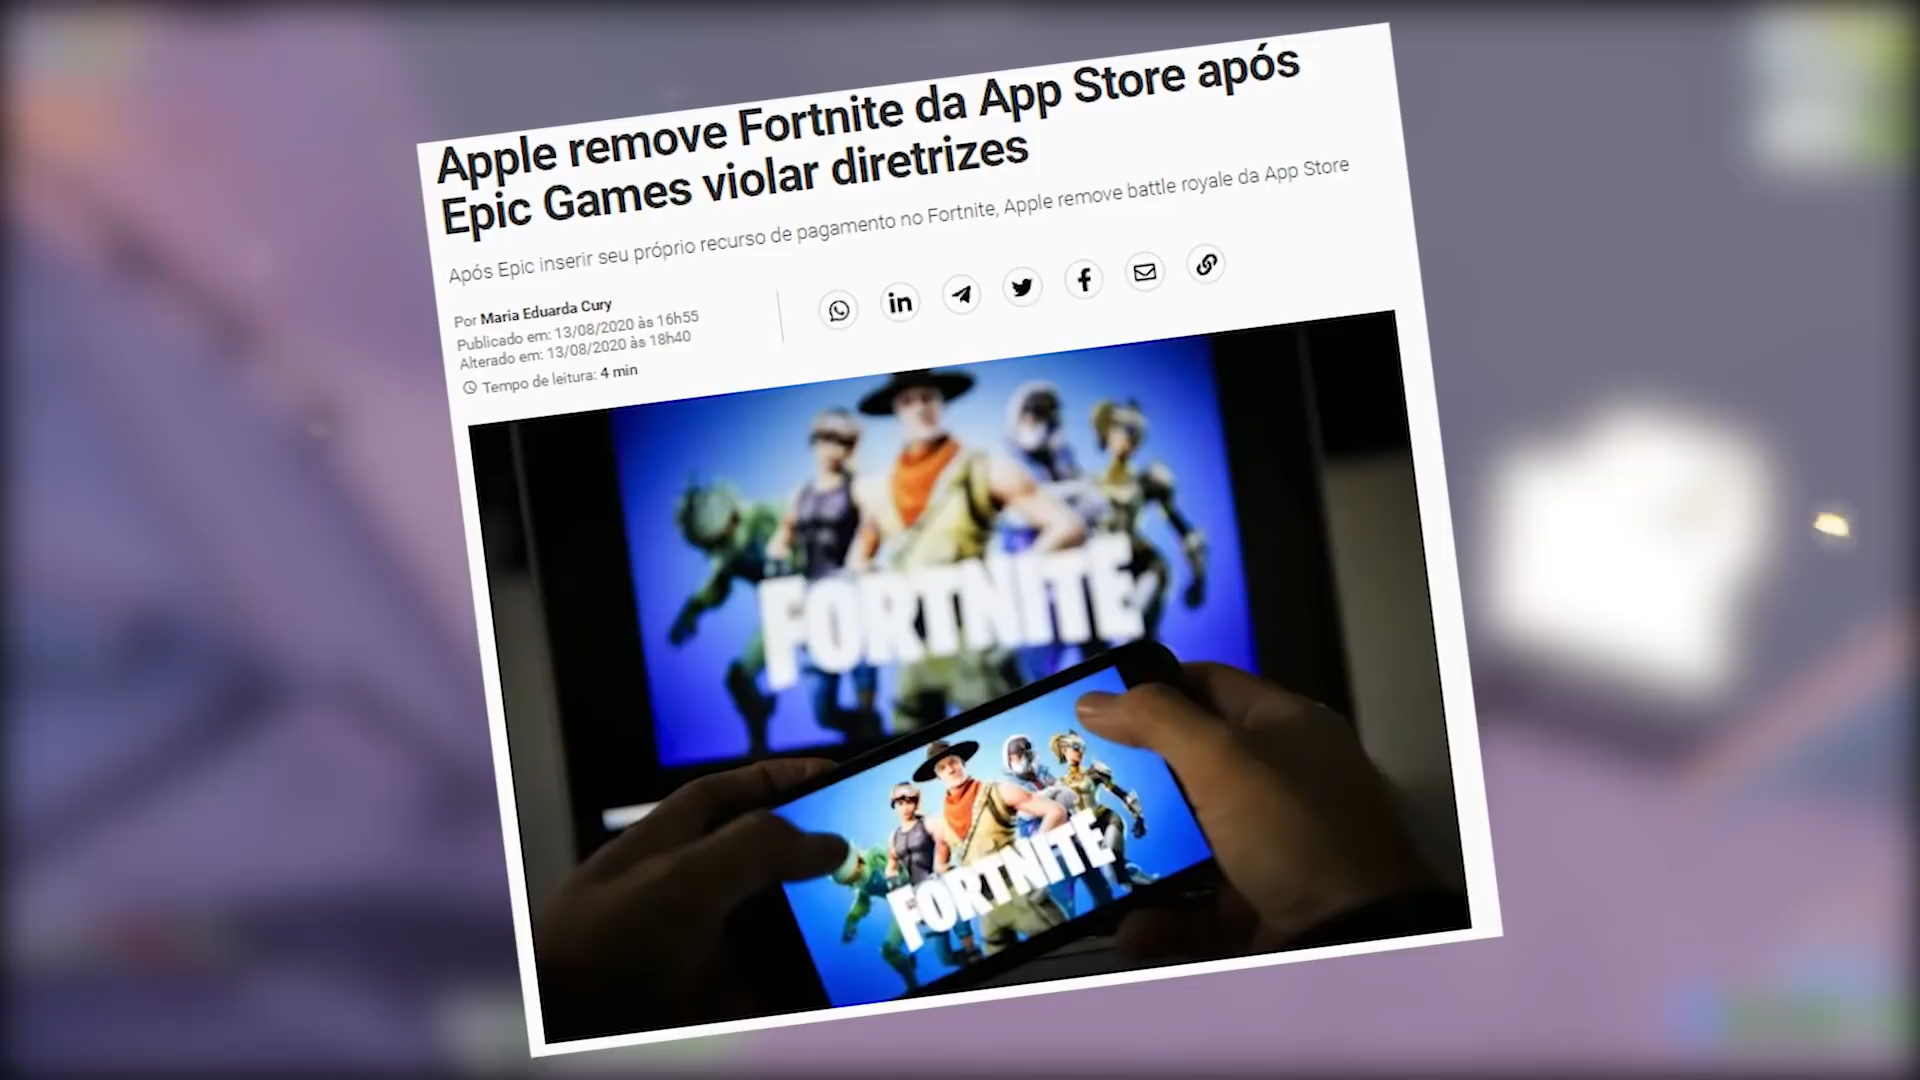 Apple remove Fortnite da App Store após
Epic Games violar diretrizes
Após Epic inserir seu próprio recurso de pagamento no Fortnite, Apple remove battle royale da App Store
Por Maria Eduarda Cury
Publicado em: 13/08/2020 às 16h55
Alterado em: 13/08/2020 às 18h40
Tempo de leitura: 4 min
FORTNITE
FORTNITE